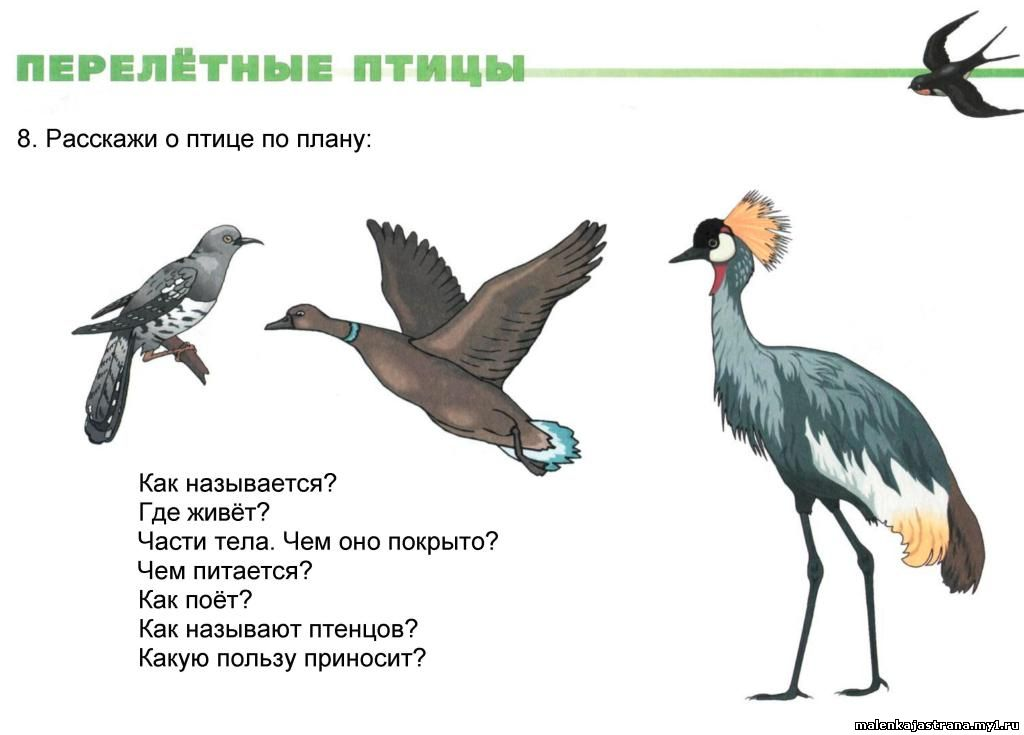 ПЕРЕЛЁТНЫЕ ПТИЦЫ
8. Расскажи о птице по плану:
Как называется?
Где живёт?
Части тела. Чем оно покрыто?
Чем питается?
Как поёт?
Как называют птенцов?
Какую пользу приносит?
malenkajastrana.my1.ru